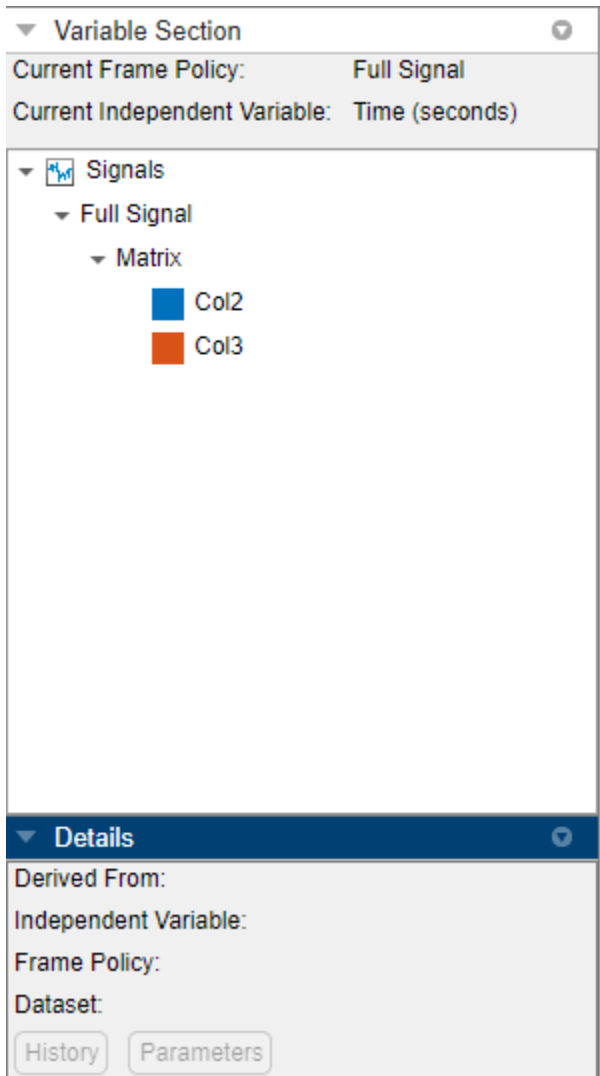 Variable Section
Current Frame Policy: Full Signal
Current Independent Variable: Time (seconds)
Signals
Full Signal
Matrix
Col2
Col3
Details
Derived From:
Independent Variable:
Frame Policy:
Dataset:
History Parameters